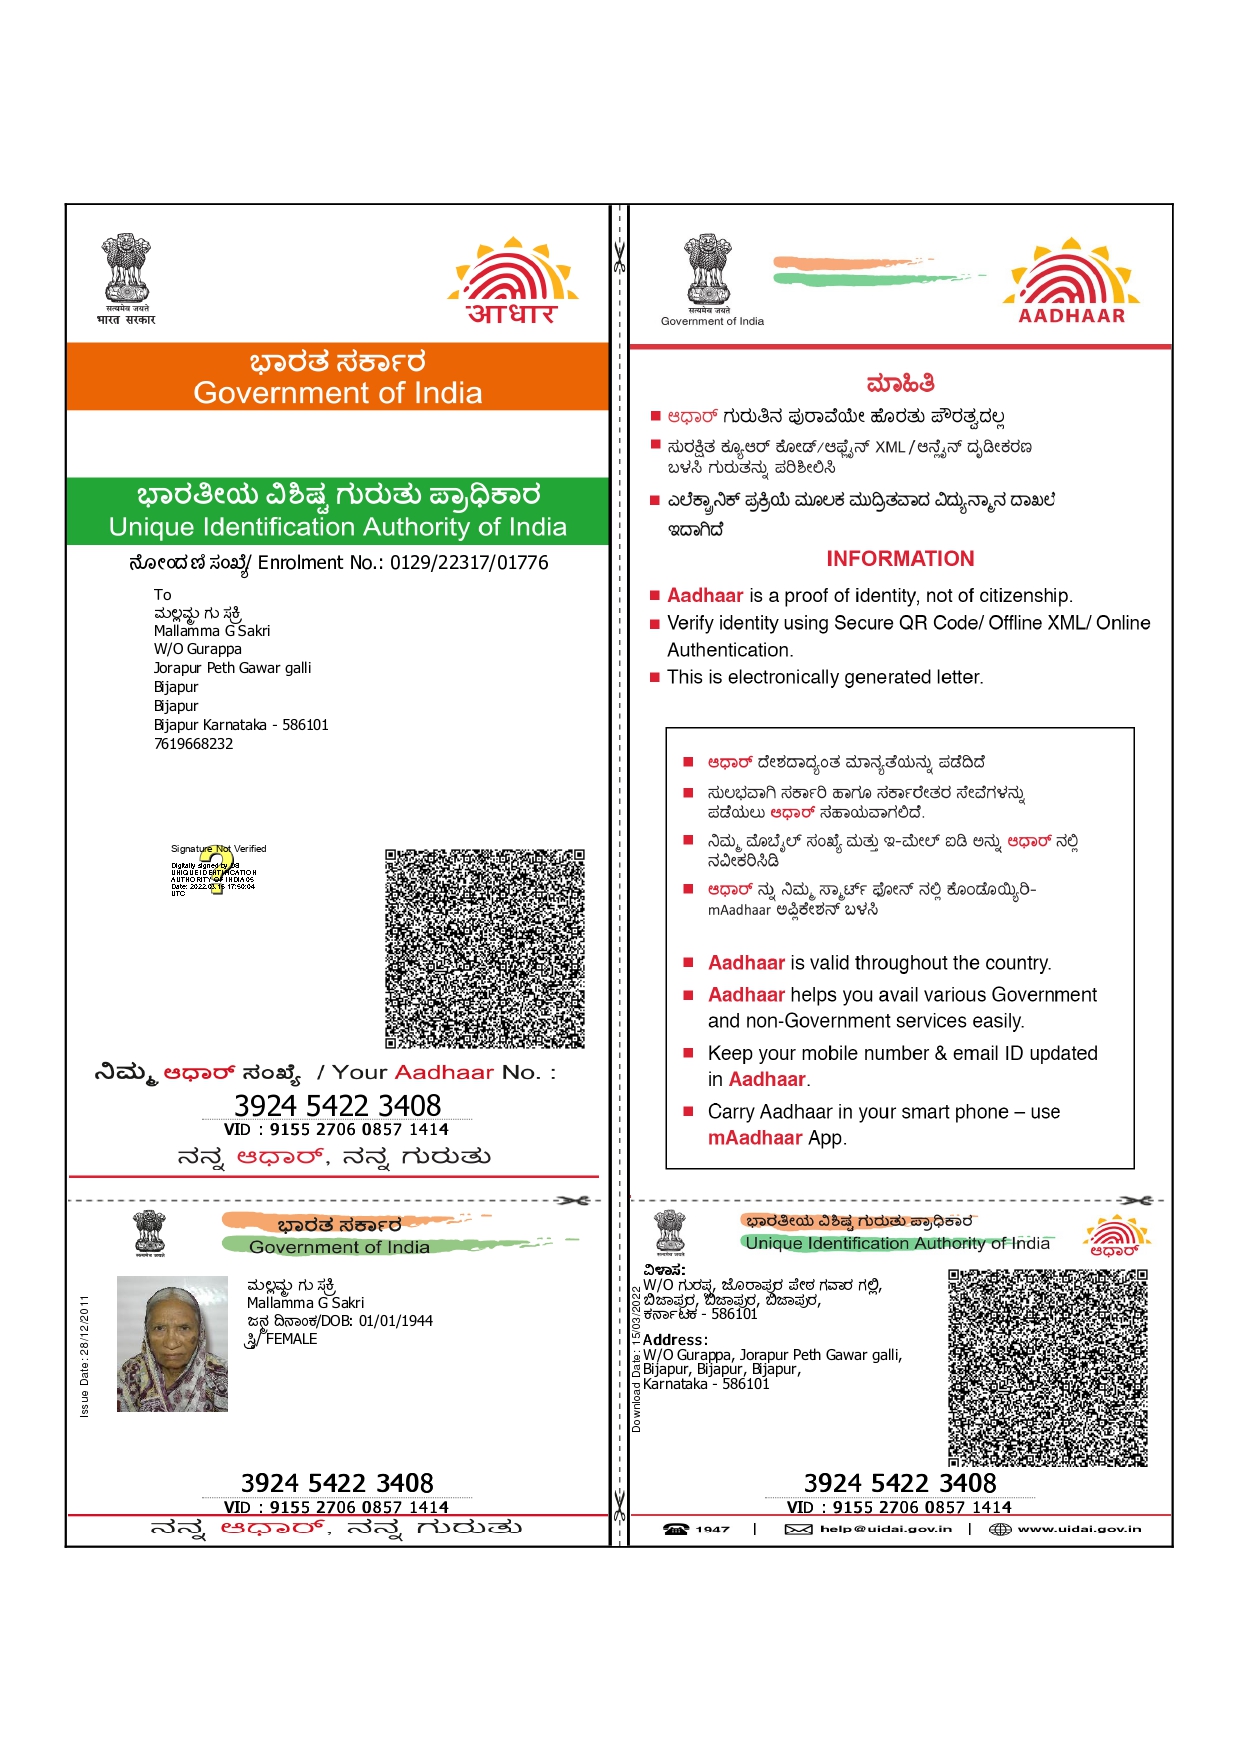 सत्यमेव जयते
भारत सरकार
आधार
ಭಾರತ ಸರ್ಕಾರ
Government of India
ಭಾರತೀಯ ವಿಶಿಷ್ಟ ಗುರುತು ಪ್ರಾಧಿಕಾರ
Unique Identification Authority of India
ನೋಂದಣಿ ಸಂಖ್ಯೆ/ Enrolment No.: 0129/22317/01776
To
ಮಲ್ಲಮ್ಮ ಗು ಸಕ್ರಿ
Mallamma G Sakri
W/O Gurappa
Jorapur Peth Gawar galli
Bijapur
Bijapur
Bijapur Karnataka - 586101
7619668232
Signature Not Verified
Digitally signed by DS
UNIQUE IDENTIFICATION
AUTHORITY OF INDIA 05
Date: 2022.03.15 17:50:04
UTC
ನಿಮ್ಮ ಆಧಾರ್ ಸಂಖ್ಯೆ / Your Aadhaar No. :
3924 5422 3408
VID : 9155 2706 0857 1414
ನನ್ನ ಆಧಾರ್, ನನ್ನ ಗುರುತು
सत्यमेव जयते
Government of India
AADHAAR
ಮಾಹಿತಿ
ಆಧಾರ್ ಗುರುತಿನ ಪುರಾವೆಯೇ ಹೊರತು ಪೌರತ್ವದಲ್ಲ
ಸುರಕ್ಷಿತ ಕ್ಯೂಆರ್ ಕೋಡ್/ಆಫ್ಲೈನ್ XML/ಆನ್ಲೈನ್ ದೃಢೀಕರಣ
ಬಳಸಿ ಗುರುತನ್ನು ಪರಿಶೀಲಿಸಿ
ಎಲೆಕ್ಟ್ರಾನಿಕ್ ಪ್ರಕ್ರಿಯೆ ಮೂಲಕ ಮುದ್ರಿತವಾದ ವಿದ್ಯುನ್ಮಾನ ದಾಖಲೆ
ಇದಾಗಿದೆ
INFORMATION
Aadhaar is a proof of identity, not of citizenship.
Verify identity using Secure QR Code/ Offline XML/ Online
Authentication.
This is electronically generated letter.
ಆಧಾರ್ ದೇಶದಾದ್ಯಂತ ಮಾನ್ಯತೆಯನ್ನು ಪಡೆದಿದೆ
ಸುಲಭವಾಗಿ ಸರ್ಕಾರಿ ಹಾಗೂ ಸರ್ಕಾರೇತರ ಸೇವೆಗಳನ್ನು
ಪಡೆಯಲು ಆಧಾರ್ ಸಹಾಯವಾಗಲಿದೆ.
ನಿಮ್ಮ ಮೊಬೈಲ್ ಸಂಖ್ಯೆ ಮತ್ತು ಇ-ಮೇಲ್ ಐಡಿ ಅನ್ನು ಆಧಾರ್ ನಲ್ಲಿ
ನವೀಕರಿಸಿಡಿ
ಆಧಾರ್ ನ್ನು ನಿಮ್ಮ ಸ್ಮಾರ್ಟ್ ಫೋನ್ ನಲ್ಲಿ ಕೊಂಡೊಯ್ಯಿರಿ-
mAadhaar ಅಪ್ಲಿಕೇಶನ್ ಬಳಸಿ
Aadhaar is valid throughout the country.
Aadhaar helps you avail various Government
and non-Government services easily.
Keep your mobile number & email ID updated
in Aadhaar.
Carry Aadhaar in your smart phone – use
mAadhaar App.
सत्यमेव जयते
ಭಾರತ ಸರ್ಕಾರ
Government of India
Issue Date: 28/12/2011
ಮಲ್ಲಮ್ಮ ಗು ಸಕ್ರಿ
Mallamma G Sakri
ಜನ್ಮ ದಿನಾಂಕ/DOB: 01/01/1944
ಸ್ತ್ರೀ/ FEMALE
3924 5422 3408
VID : 9155 2706 0857 1414
ನನ್ನ ಆಧಾರ್, ನನ್ನ ಗುರುತು
सत्यमेव जयते
ಭಾರತೀಯ ವಿಶಿಷ್ಟ ಗುರುತು ಪ್ರಾಧಿಕಾರ
Unique Identification Authority of India
ಆಧಾರ್
Download Date: 15/03/2022
ವಿಳಾಸ:
W/O ಗುರಪ್ಪ, ಜೊರಾಪುರ ಪೇಠ ಗವಾರ ಗಲ್ಲಿ,
ಬಿಜಾಪುರ, ಬಿಜಾಪುರ, ಬಿಜಾಪುರ,
ಕರ್ನಾಟಕ - 586101
Address:
W/O Gurappa, Jorapur Peth Gawar galli,
Bijapur, Bijapur, Bijapur,
Karnataka - 586101
3924 5422 3408
VID : 9155 2706 0857 1414
1947 | help@uidai.gov.in | www.uidai.gov.in